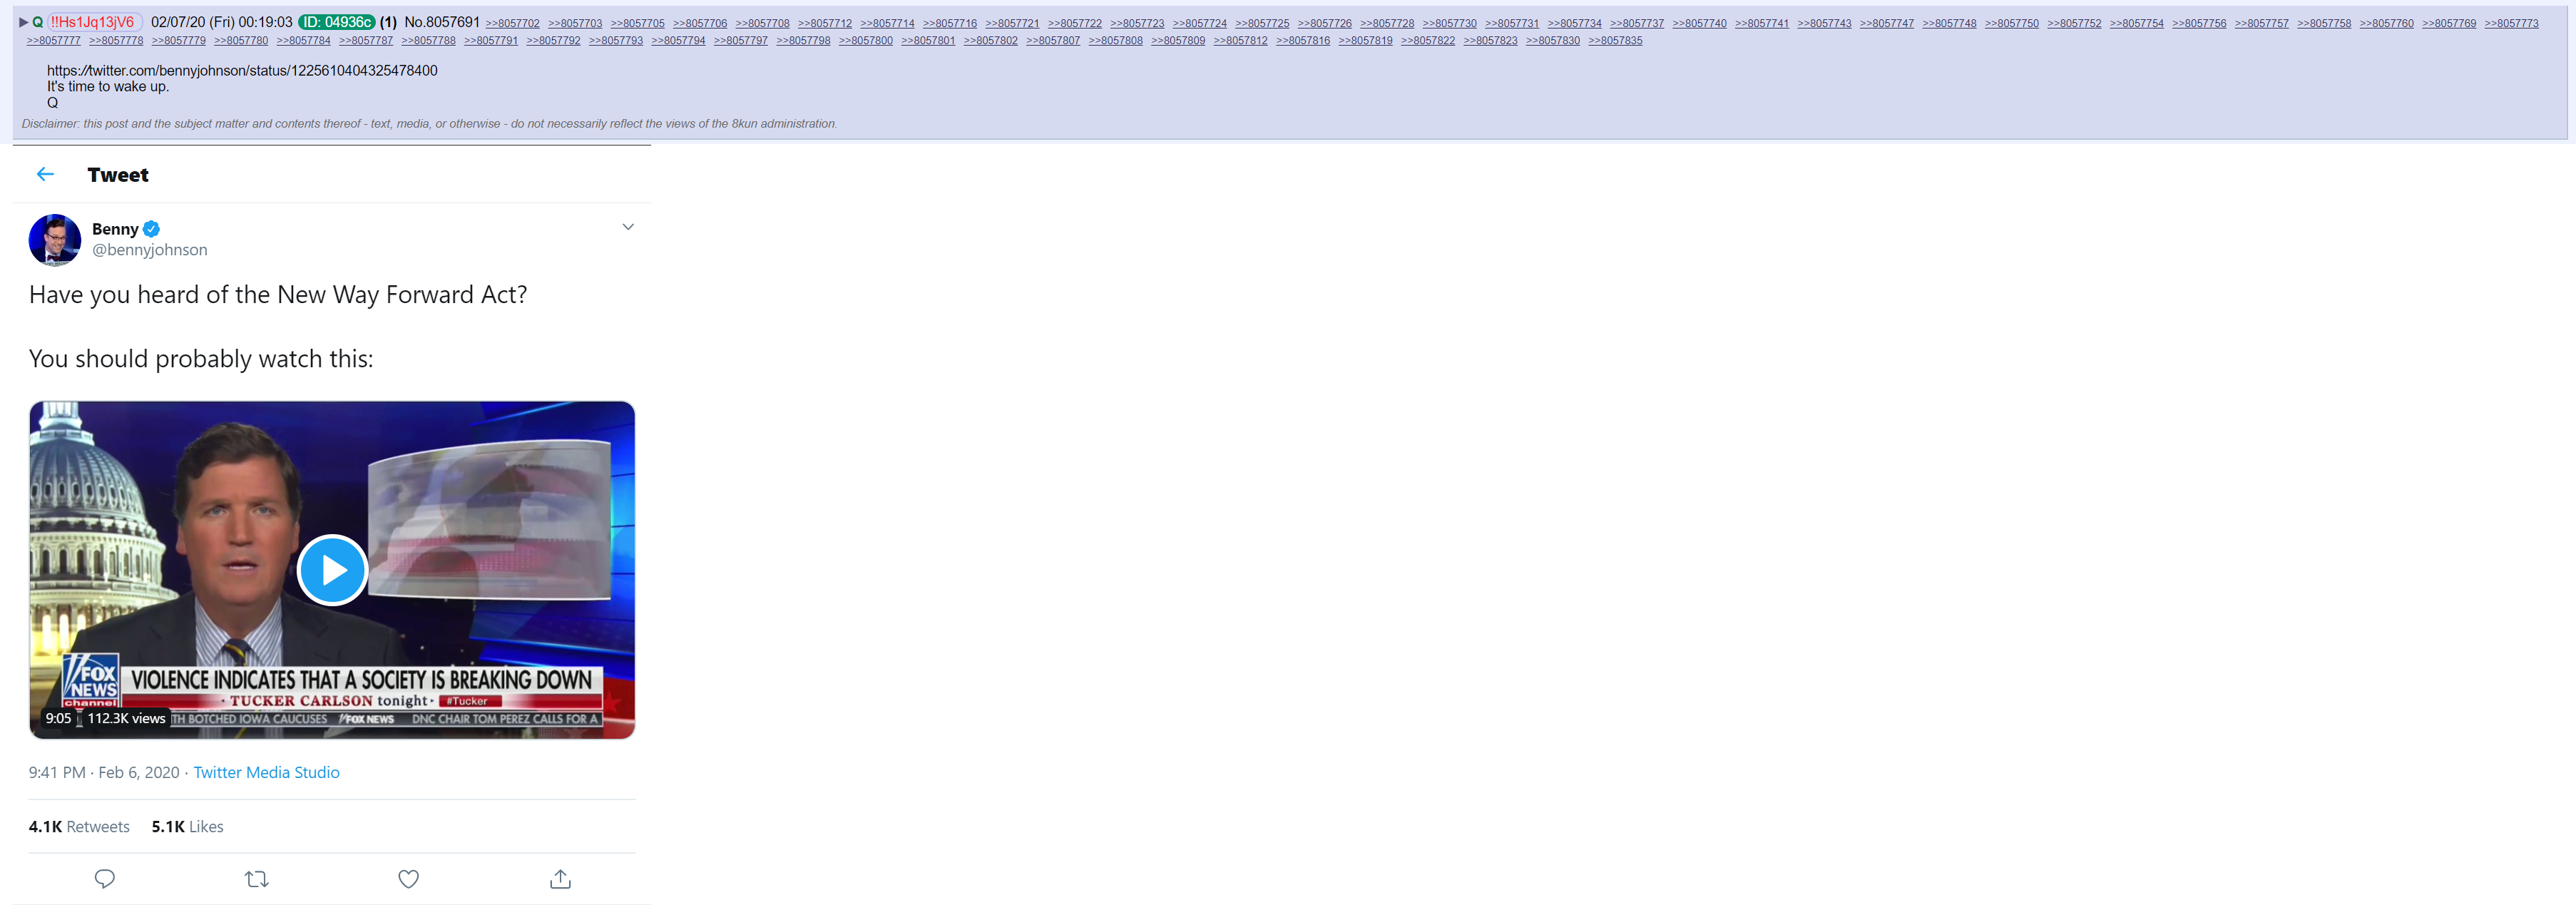 ▶ Q !!Hs1Jq13jV6 02/07/20 (Fri) 00:19:03 ID: 04936c (1) No.8057691 >>8057702 >>8057703 >>8057705 >>8057706 >>8057708 >>8057712 >>8057714 >>8057716 >>8057721 >>8057722 >>8057723 >>8057724 >>8057725 >>8057726 >>8057728 >>8057730 >>8057731 >>8057734 >>8057737 >>8057740 >>8057741 >>8057743 >>8057747 >>8057748 >>8057750 >>8057752 >>8057754 >>8057756 >>8057757 >>8057758 >>8057760 >>8057769 >>8057773
>>8057777 >>8057778 >>8057779 >>8057780 >>8057784 >>8057787 >>8057788 >>8057791 >>8057792 >>8057793 >>8057794 >>8057797 >>8057798 >>8057800 >>8057801 >>8057802 >>8057807 >>8057808 >>8057809 >>8057812 >>8057816 >>8057819 >>8057822 >>8057823 >>8057830 >>8057835
https://twitter.com/bennyjohnson/status/1225610404325478400
It's time to wake up.
Q
Disclaimer: this post and the subject matter and contents thereof - text, media, or otherwise - do not necessarily reflect the views of the 8kun administration.
Tweet
Benny
@bennyjohnson
Have you heard of the New Way Forward Act?
You should probably watch this:
FOX
NEWS
channel
VIOLENCE INDICATES THAT A SOCIETY IS BREAKING DOWN
· TUCKER CARLSON tonight · #Tucker
9:05 112.3K views TH BOTCHED IOWA CAUCUSES FOX NEWS DNC CHAIR TOM PEREZ CALLS FOR A
9:41 PM · Feb 6, 2020 · Twitter Media Studio
4.1K Retweets 5.1K Likes